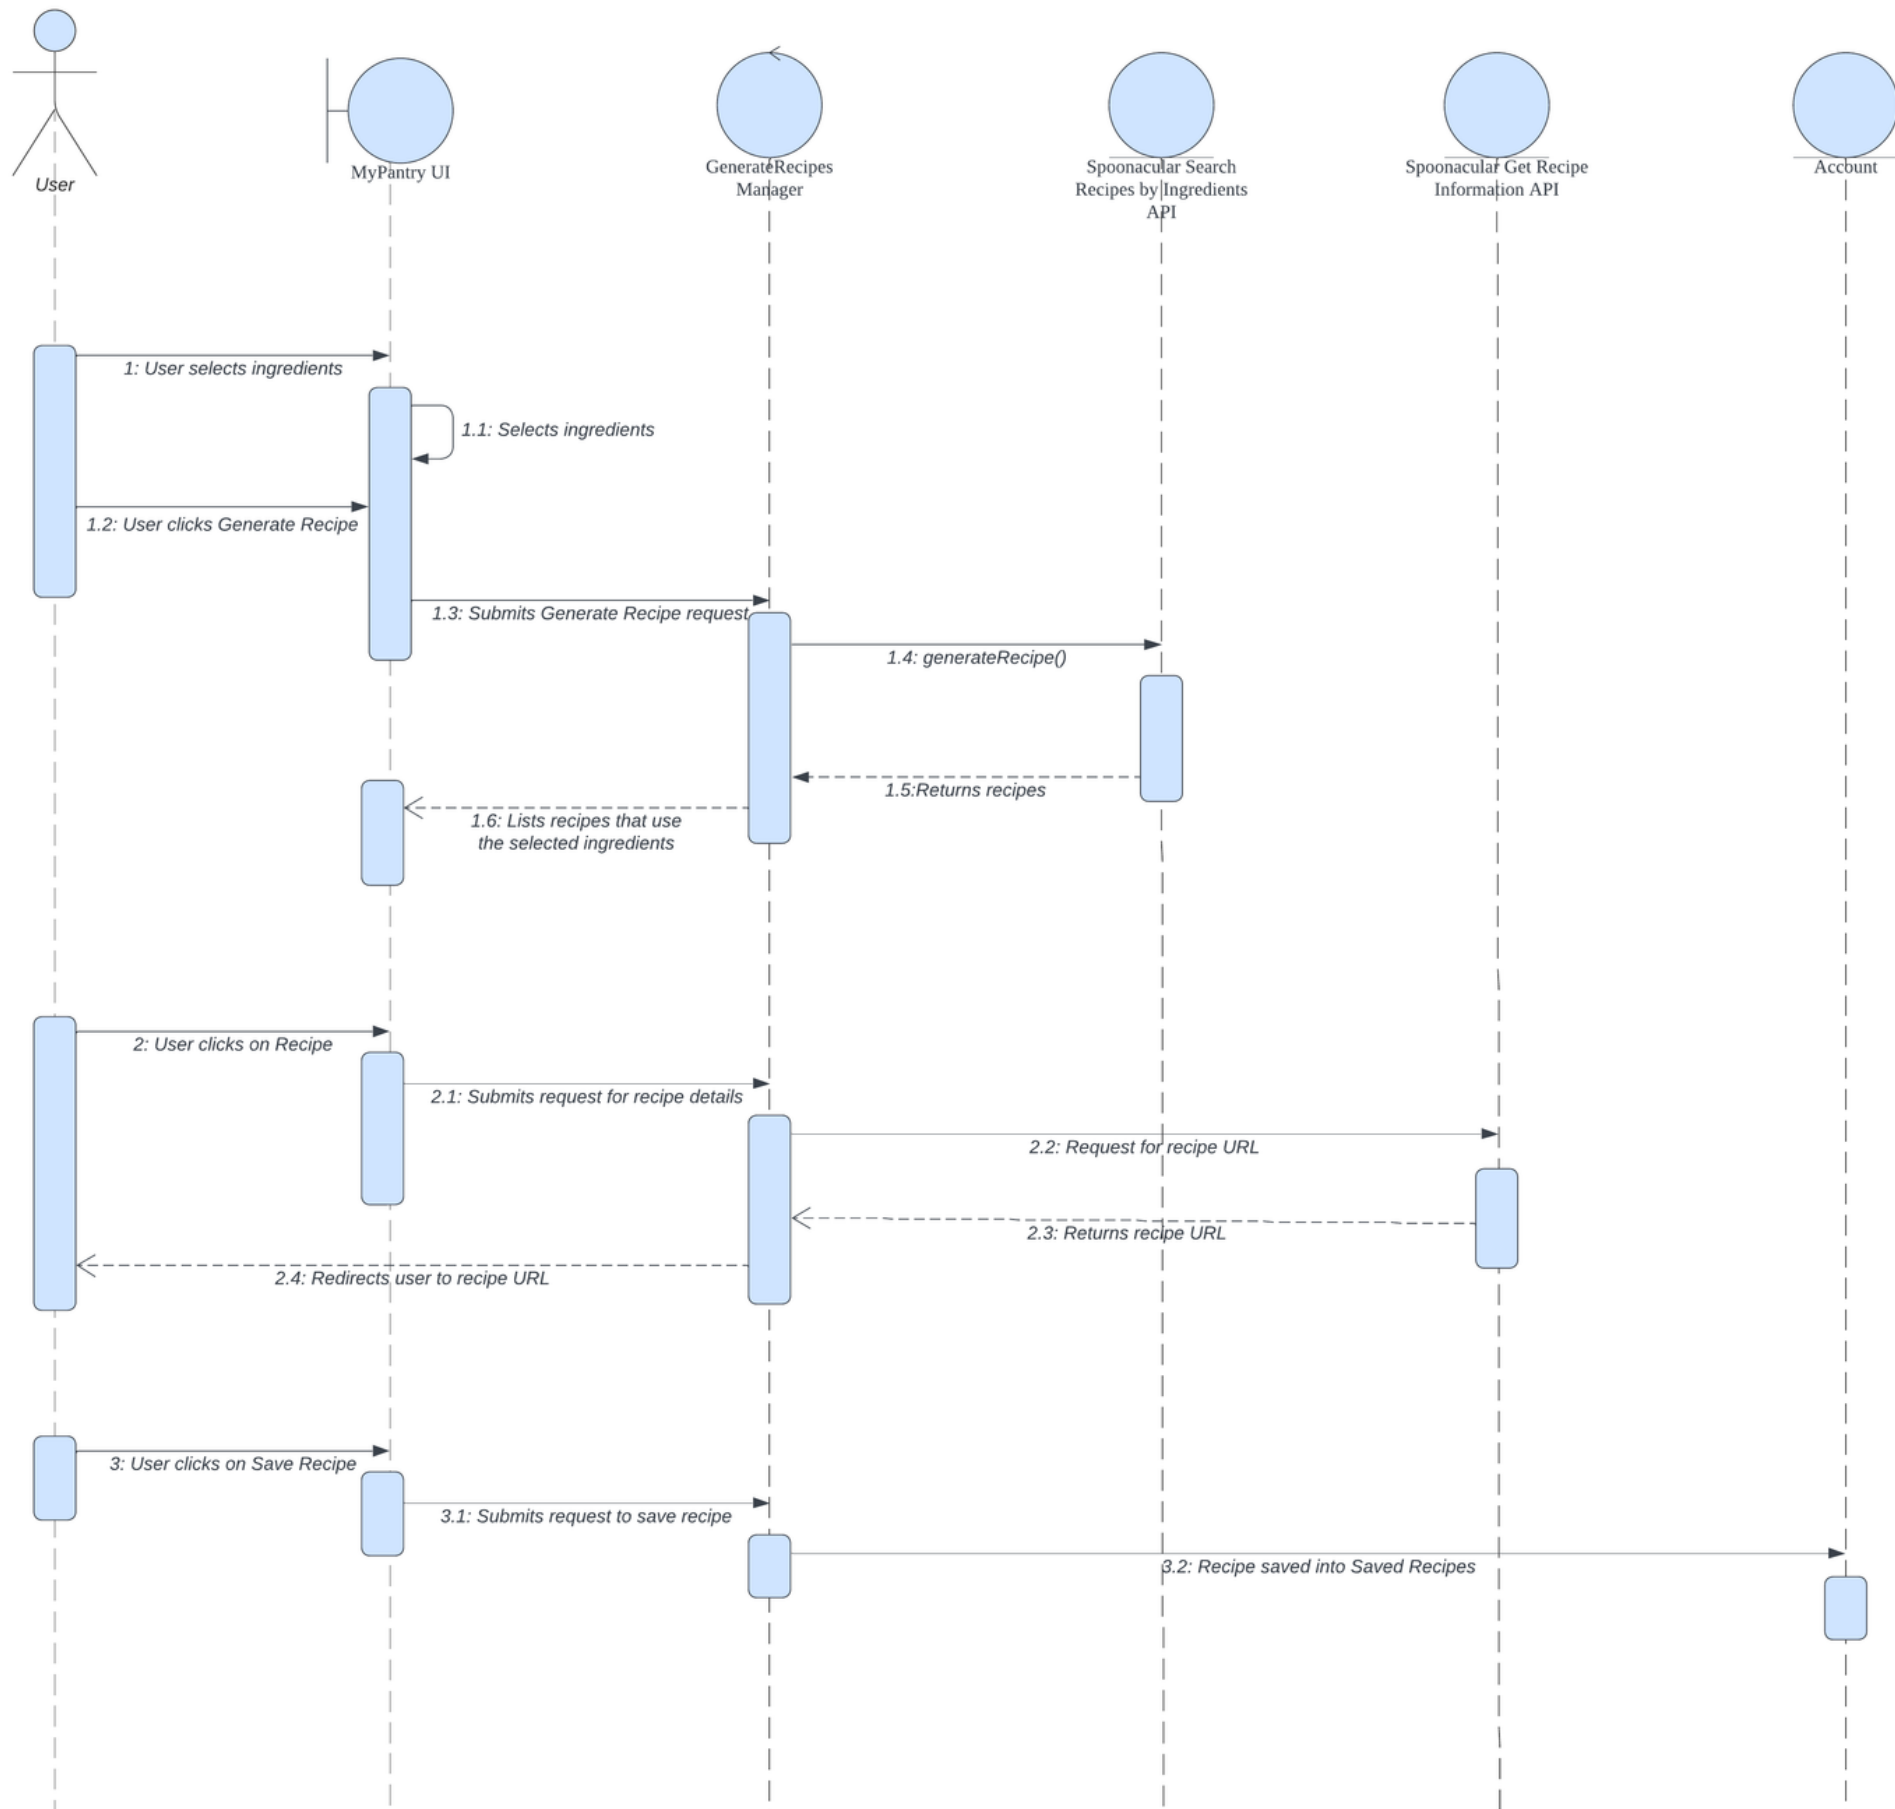 User
MyPantry UI
GenerateRecipes
Manager
Spoonacular Search
Recipes by Ingredients
API
Spoonacular Get Recipe
Information API
Account
1: User selects ingredients
1.1: Selects ingredients
1.2: User clicks Generate Recipe
1.3: Submits Generate Recipe request
1.4: generateRecipe()
1.5:Returns recipes
1.6: Lists recipes that use
the selected ingredients
2: User clicks on Recipe
2.1: Submits request for recipe details
2.2: Request for recipe URL
2.3: Returns recipe URL
2.4: Redirects user to recipe URL
3: User clicks on Save Recipe
3.1: Submits request to save recipe
3.2: Recipe saved into Saved Recipes